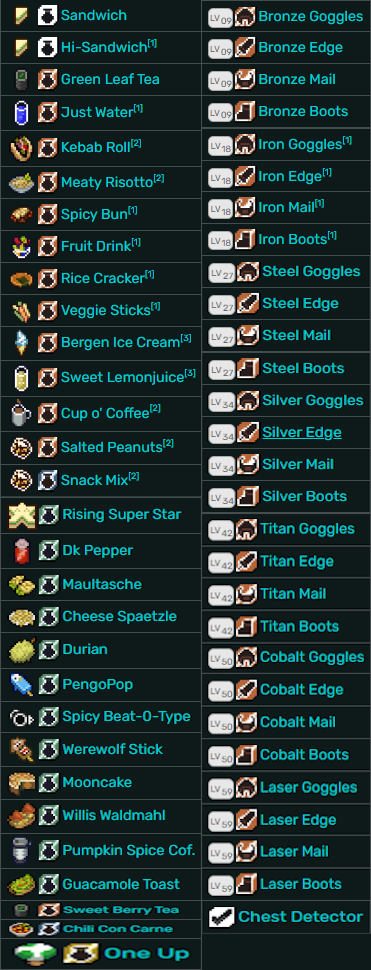 Sandwich
Hi-Sandwich[1]
Green Leaf Tea
Just Water[1]
Kebab Roll[2]
Meaty Risotto[2]
Spicy Bun[1]
Fruit Drink[1]
Rice Cracker[1]
Veggie Sticks[1]
Bergen Ice Cream[3]
Sweet Lemonjuice[3]
Cup o' Coffee[2]
Salted Peanuts[2]
Snack Mix[2]
Rising Super Star
Dk Pepper
Maultasche
Cheese Spaetzle
Durian
PengoPop
Spicy Beat-O-Type
Werewolf Stick
Mooncake
Willis Waldmahl
Pumpkin Spice Cof.
Guacamole Toast
Sweet Berry Tea
Chili Con Carne
One Up
LV 09 Bronze Goggles
LV 09 Bronze Edge
LV 09 Bronze Mail
LV 09 Bronze Boots
LV 18 Iron Goggles[1]
LV 18 Iron Edge[1]
LV 18 Iron Mail[1]
LV 18 Iron Boots[1]
LV 27 Steel Goggles
LV 27 Steel Edge
LV 27 Steel Mail
LV 27 Steel Boots
LV 34 Silver Goggles
LV 34 Silver Edge
LV 34 Silver Mail
LV 34 Silver Boots
LV 42 Titan Goggles
LV 42 Titan Edge
LV 42 Titan Mail
LV 42 Titan Boots
LV 50 Cobalt Goggles
LV 50 Cobalt Edge
LV 50 Cobalt Mail
LV 50 Cobalt Boots
LV 59 Laser Goggles
LV 59 Laser Edge
LV 59 Laser Mail
LV 59 Laser Boots
Chest Detector